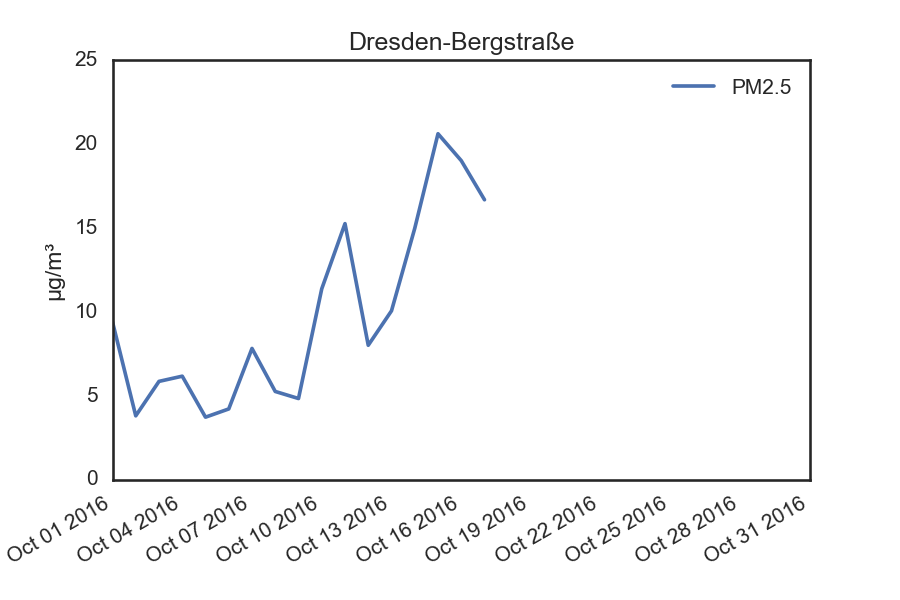 Dresden-Bergstraße
25
PM2.5
20
15
µg/m³
10
5
0
Oct 01 2016
Oct 04 2016
Oct 07 2016
Oct 10 2016
Oct 13 2016
Oct 16 2016
Oct 19 2016
Oct 22 2016
Oct 25 2016
Oct 28 2016
Oct 31 2016